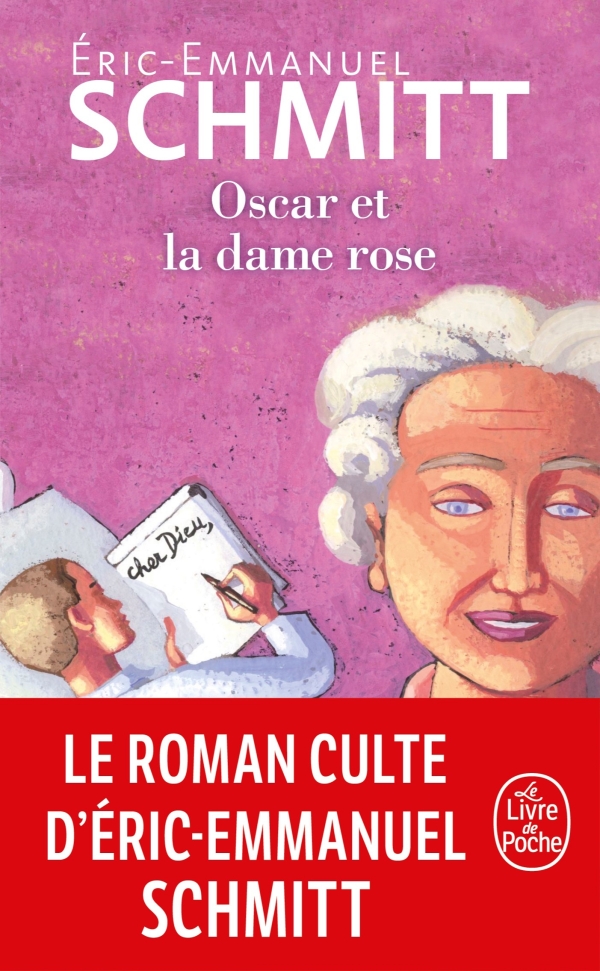 Éric-Emmanuel
SCHMITT
Oscar et
la dame rose
cher Dieu,
LE ROMAN CULTE
D'ÉRIC-EMMANUEL
SCHMITT
Le
Livre
de
Poche